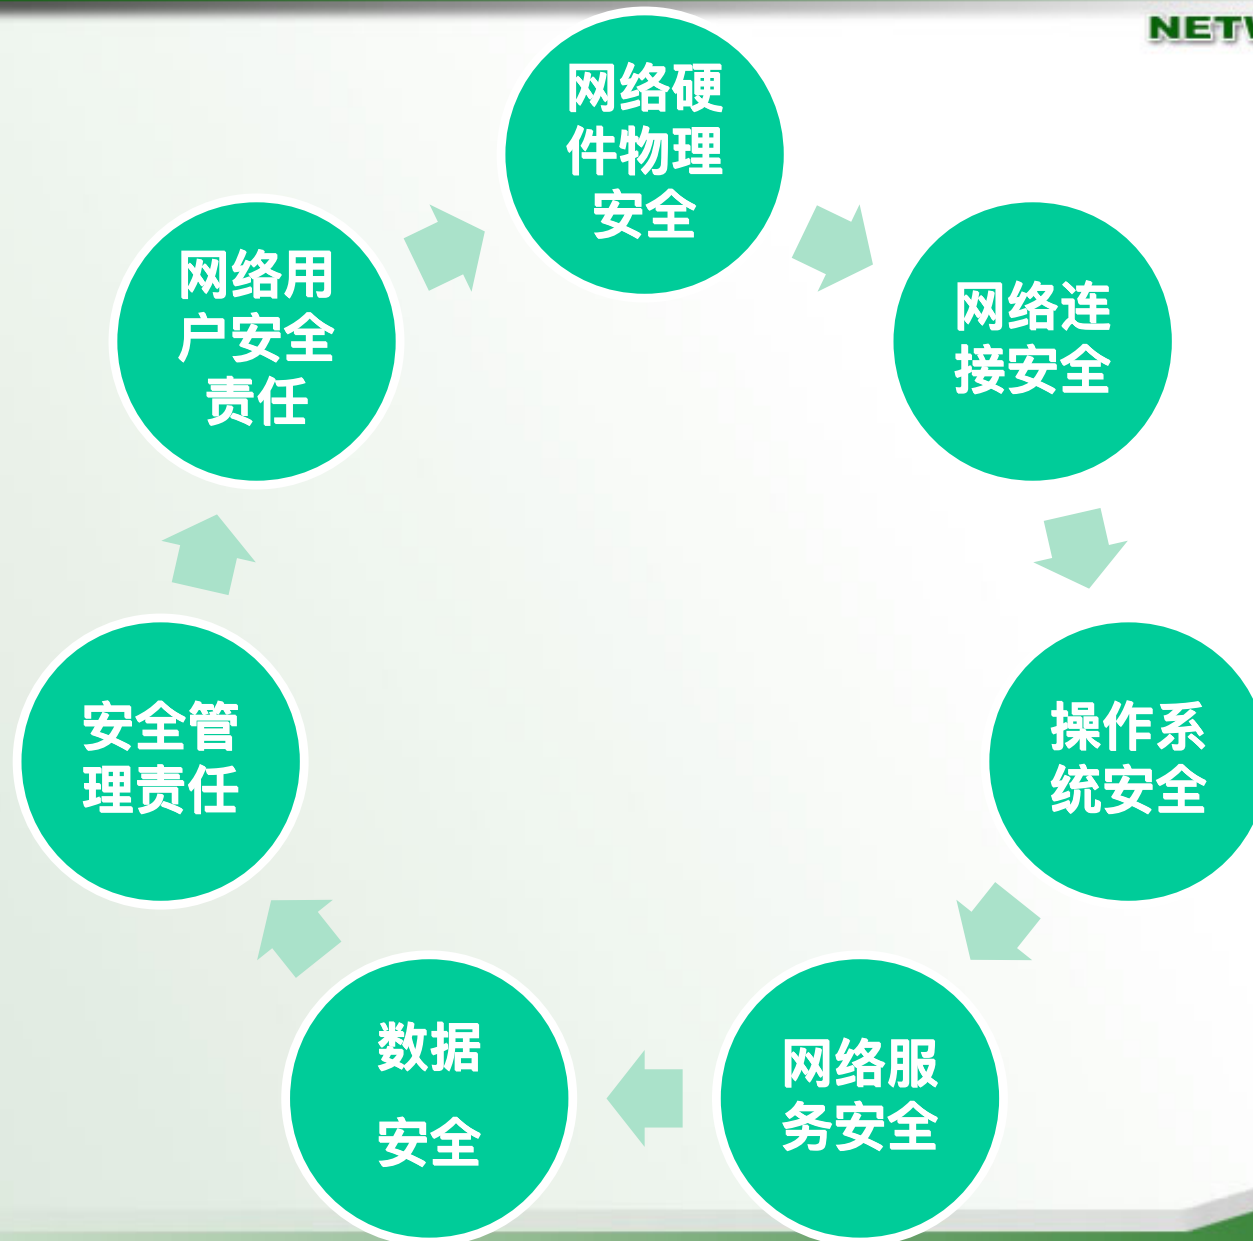 NETW
网络硬
件物理
安全
网络连
接安全
操作系
统安全
网络服
务安全
数据
安全
安全管
理责任
网络用
户安全
责任